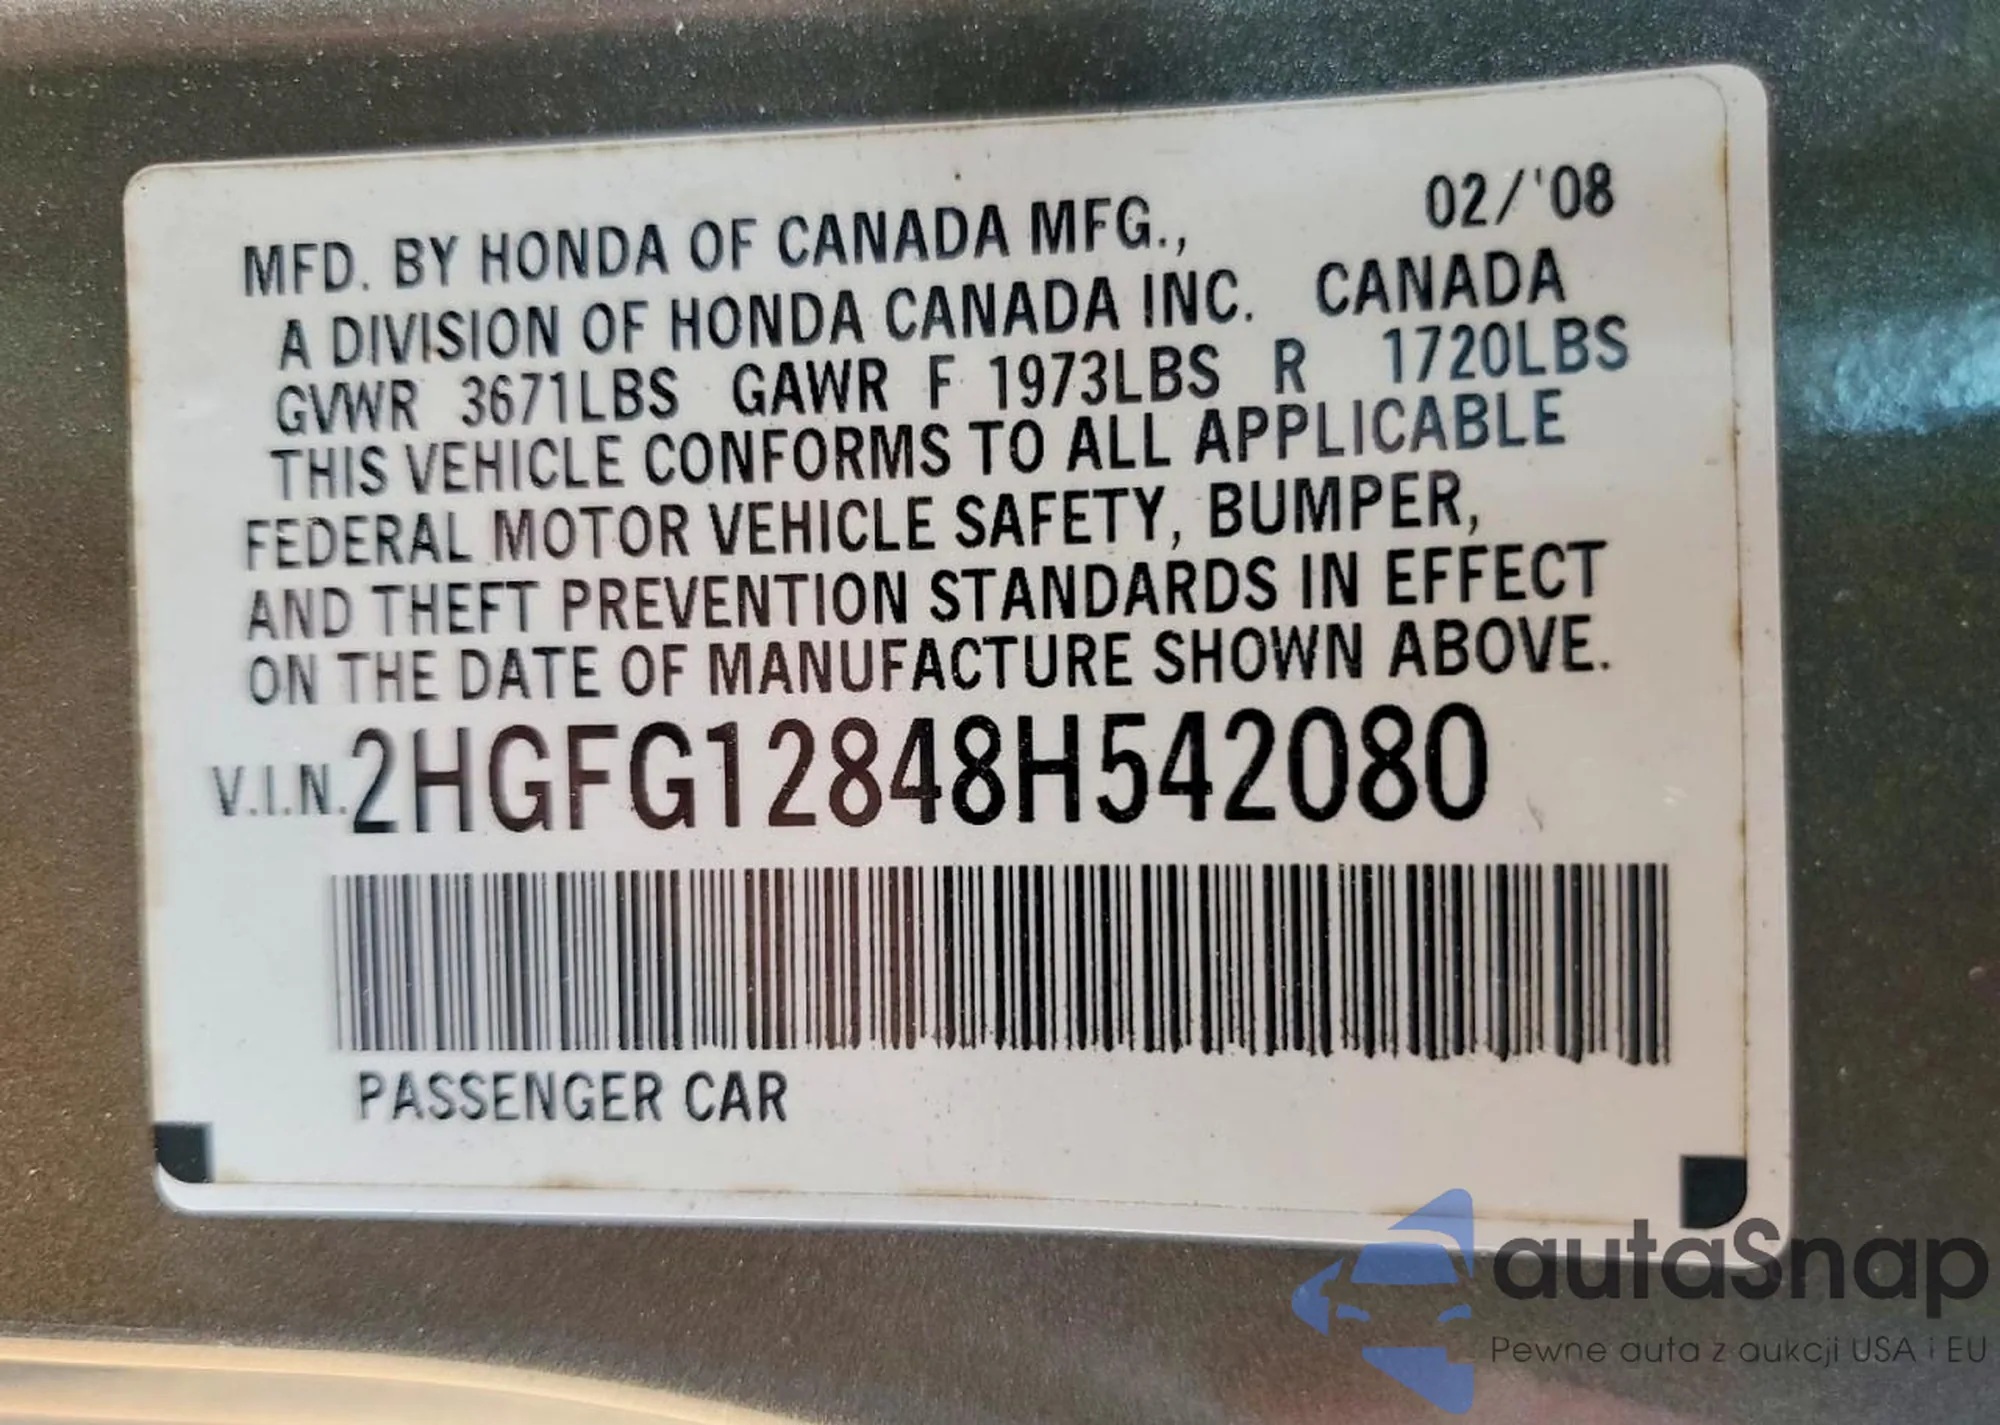 02/'08
MFD. BY HONDA OF CANADA MFG.,
A DIVISION OF HONDA CANADA INC. CANADA
GVWR 3671LBS GAWR F 1973LBS R 1720LBS
THIS VEHICLE CONFORMS TO ALL APPLICABLE
FEDERAL MOTOR VEHICLE SAFETY, BUMPER,
AND THEFT PREVENTION STANDARDS IN EFFECT
ON THE DATE OF MANUFACTURE SHOWN ABOVE.
V.I.N. 2HGFG12848H542080
PASSENGER CAR
autaSnap
Pewne auta z aukcji USA i EU